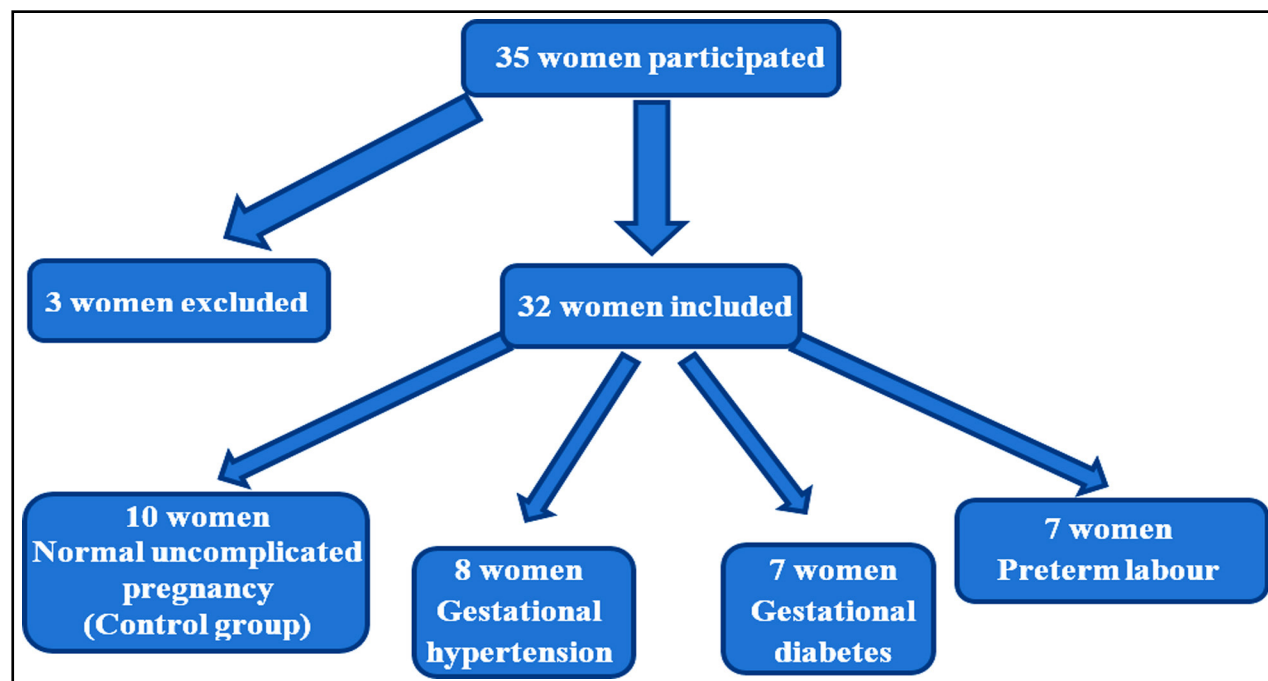 35 women participated
3 women excluded
32 women included
10 women
Normal uncomplicated
pregnancy
(Control group)
8 women
Gestational
hypertension
7 women
Gestational
diabetes
7 women
Preterm labour